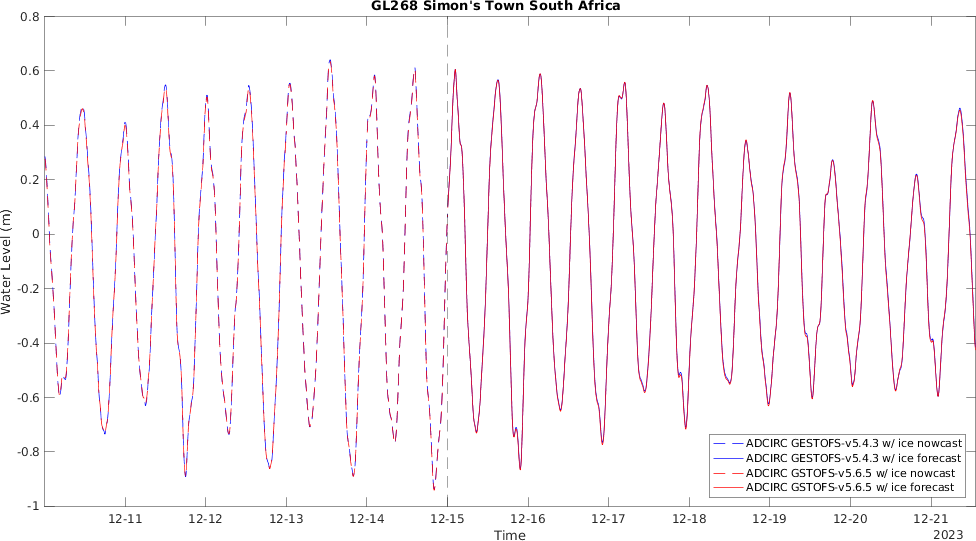 GL268 Simon's Town South Africa
Water Level (m)
0.8
0.6
0.4
0.2
0
-0.2
-0.4
-0.6
-0.8
-1
ADCIRC GESTOFS-v5.4.3 w/ ice nowcast
ADCIRC GESTOFS-v5.4.3 w/ ice forecast
ADCIRC GSTOFS-v5.6.5 w/ ice nowcast
ADCIRC GSTOFS-v5.6.5 w/ ice forecast
12-11 12-12 12-13 12-14 12-15 12-16 12-17 12-18 12-19 12-20 12-21
Time
2023